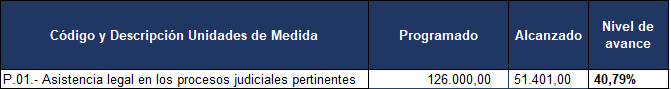 Código y Descripción Unidades de Medida Programado Alcanzado Nivel de avance
P.01.- Asistencia legal en los procesos judiciales pertinentes 126.000,00 51.401,00 40,79%